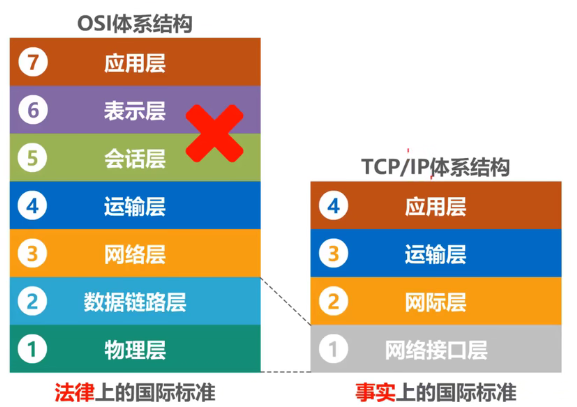 OSI体系结构
7 应用层
6 表示层
5 会话层
4 运输层
3 网络层
2 数据链路层
1 物理层
法律上的国际标准
TCP/IP体系结构
4 应用层
3 运输层
2 网际层
1 网络接口层
事实上的国际标准